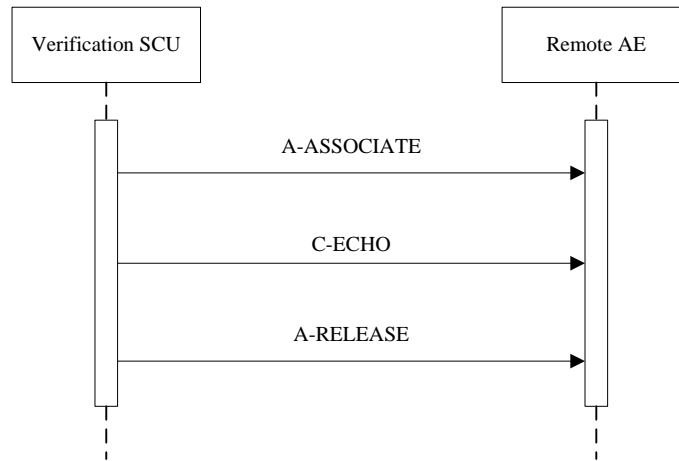 Verification SCU
Remote AE
A-ASSOCIATE
C-ECHO
A-RELEASE